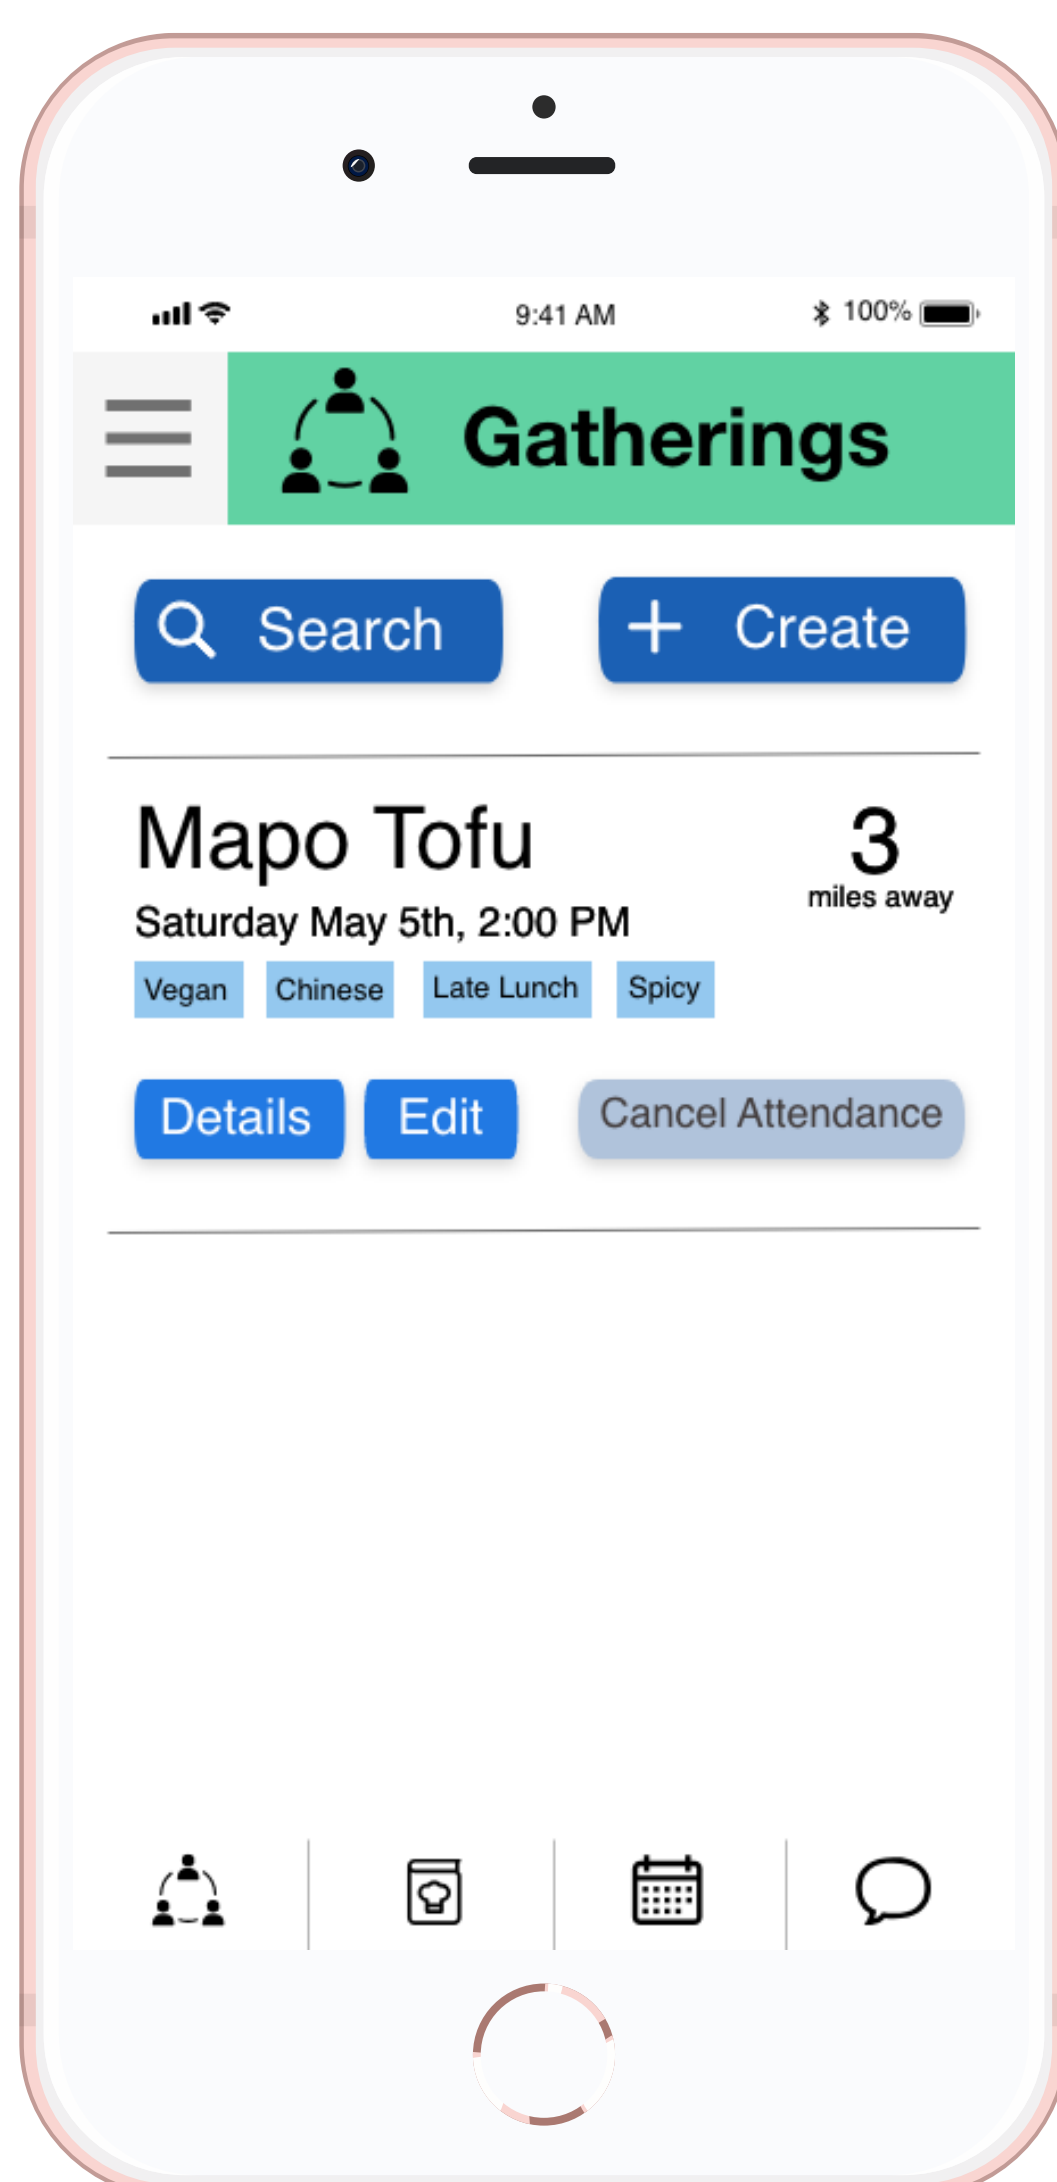 9:41 AM 100%
Gatherings
Search Create
Mapo Tofu 3
miles away
Saturday May 5th, 2:00 PM
Vegan Chinese Late Lunch Spicy
Details Edit Cancel Attendance